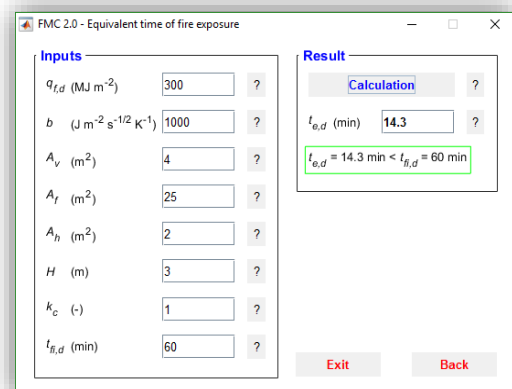 FMC 2.0 - Equivalent time of fire exposure
Inputs
q_f,d (MJ m^-2) 300 ?
b (J m^-2 s^-1/2 K^-1) 1000 ?
A_v (m^2) 4 ?
A_f (m^2) 25 ?
A_h (m^2) 2 ?
H (m) 3 ?
k_c (-) 1 ?
t_fi,d (min) 60 ?
Result
Calculation ?
t_e,d (min) 14.3 ?
t_e,d = 14.3 min < t_fi,d = 60 min
Exit Back